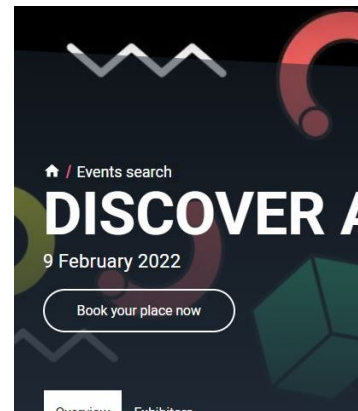 / Events search
DISCOVER A
9 February 2022
Book your place now
Overview Exhibitors